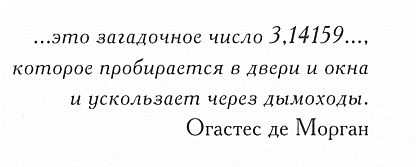 ...это загадочное число 3,14159...,
которое пробирается в двери и окна
и ускользает через дымоходы.
Огастес де Морган